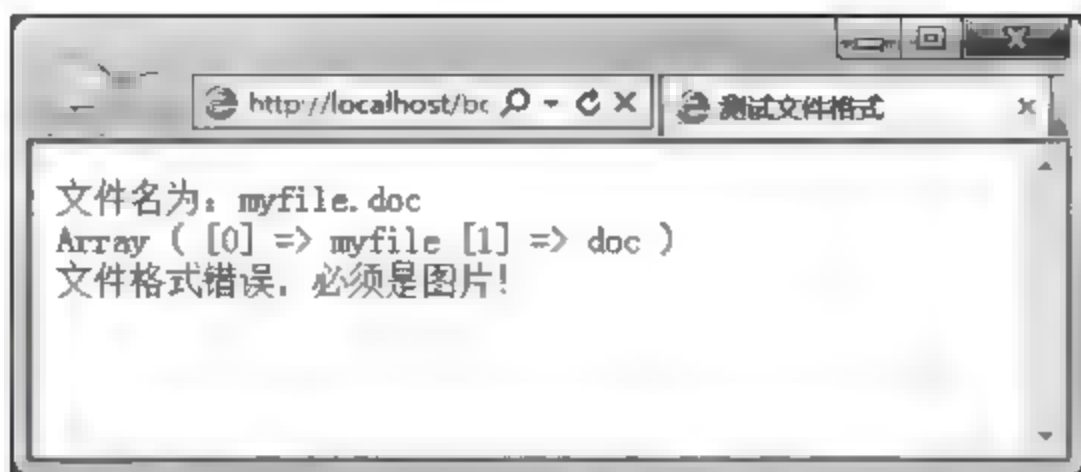 http://localhost/bc
测试文件格式
文件名为：myfile.doc
Array ( [0] => myfile [1] => doc )
文件格式错误，必须是图片！